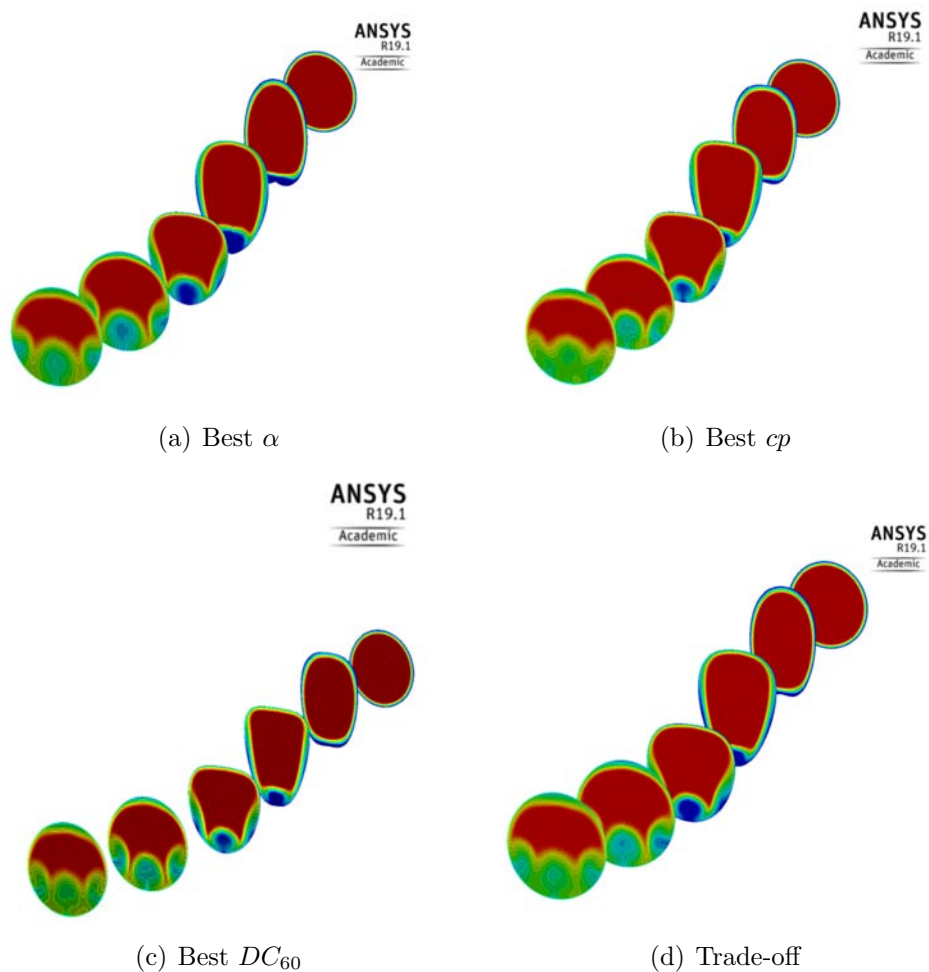 ANSYS
R19.1
Academic
ANSYS
R19.1
Academic
(a) Best α
(b) Best cp
ANSYS
R19.1
Academic
ANSYS
R19.1
Academic
(c) Best DC₆₀
(d) Trade-off